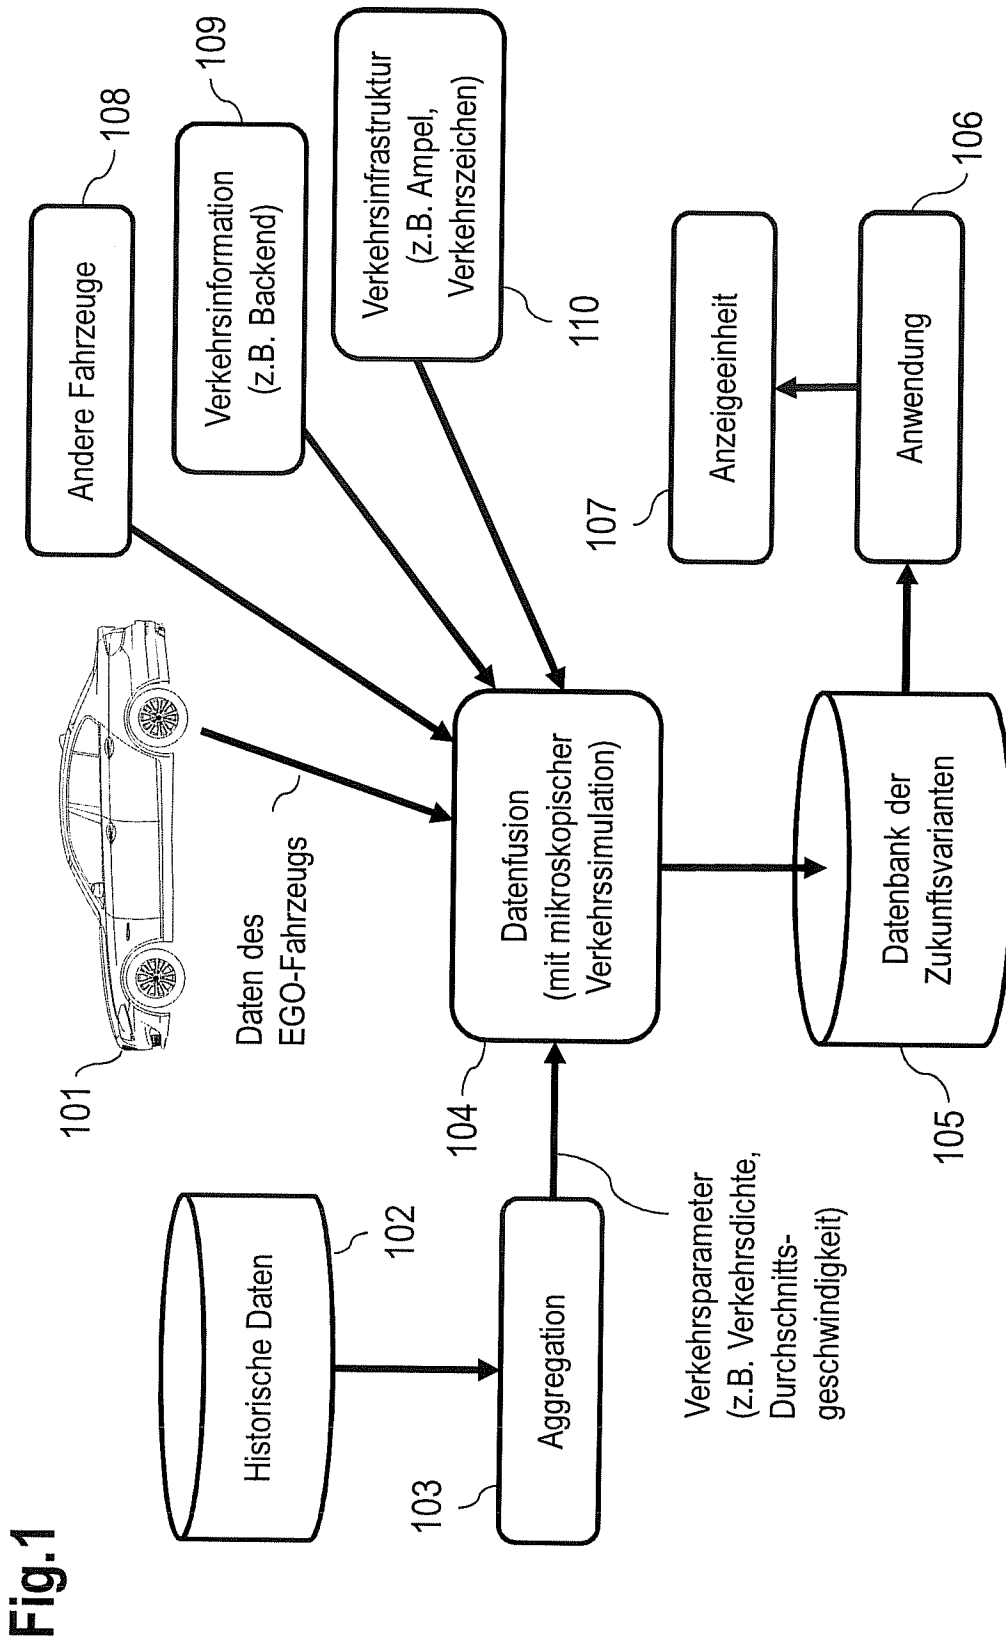 Fig.1
101
Daten des
EGO-Fahrzeugs
Andere Fahrzeuge
108
Verkehrsinformation
(z.B. Backend)
109
Verkehrsinfrastruktur
(z.B. Ampel,
Verkehrszeichen)
110
Historische Daten
102
103
Aggregation
Verkehrsparameter
(z.B. Verkehrsdichte,
Durchschnitts-
geschwindigkeit)
104
Datenfusion
(mit mikroskopischer
Verkehrssimulation)
107
Anzeigeeinheit
105
Datenbank der
Zukunftsvarianten
Anwendung
106